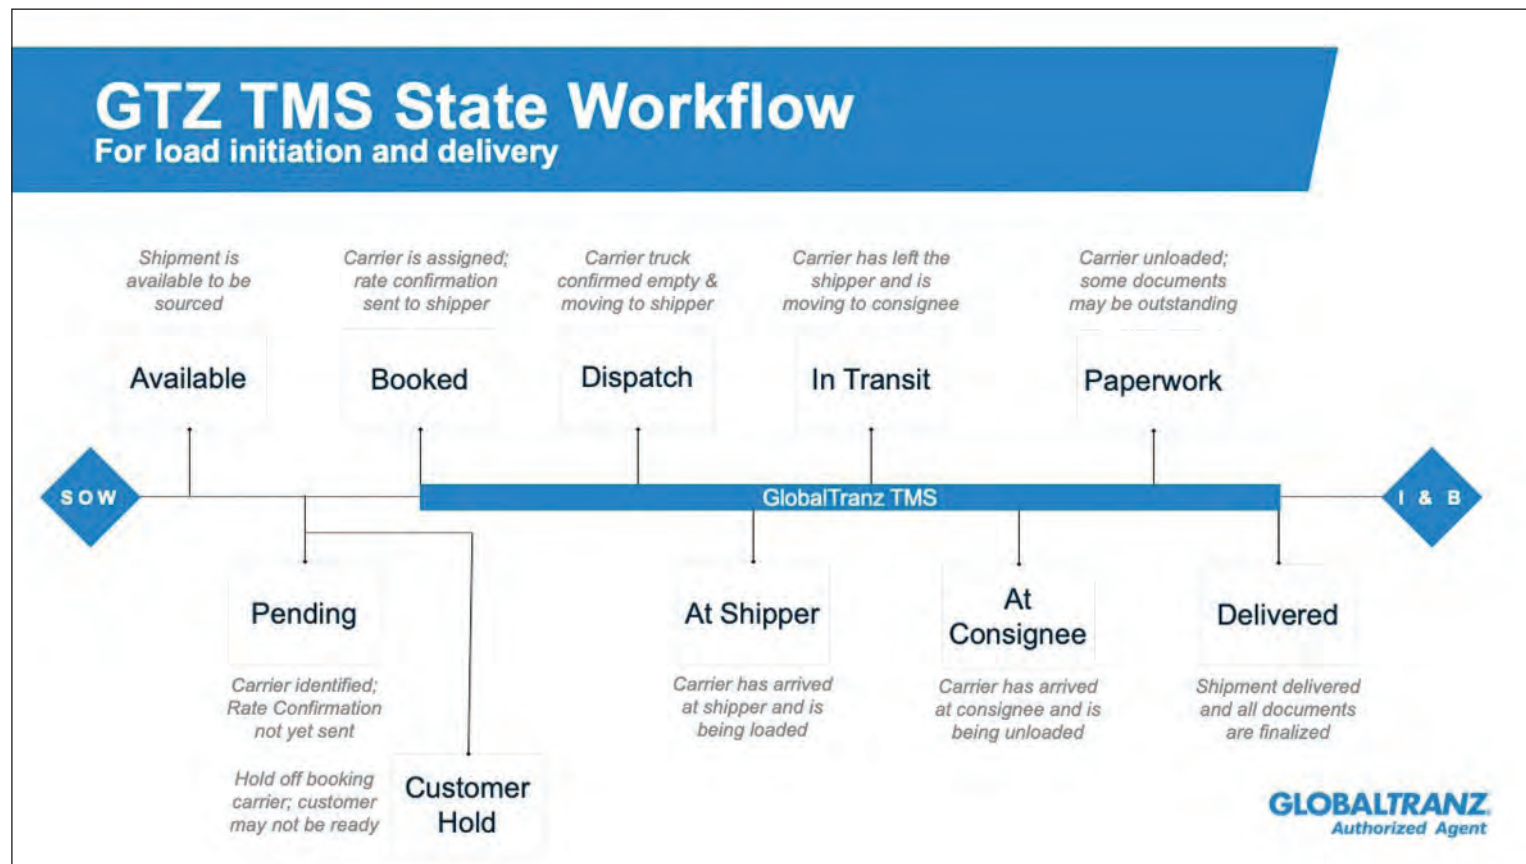 GTZ TMS State Workflow
For load initiation and delivery
Shipment is
available to be
sourced
Available
Carrier is assigned;
rate confirmation
sent to shipper
Booked
Carrier truck
confirmed empty &
moving to shipper
Dispatch
Carrier has left the
shipper and is
moving to consignee
In Transit
Carrier unloaded;
some documents
may be outstanding
Paperwork
SOW
GlobalTranz TMS
I & B
Pending
Carrier identified;
Rate Confirmation
not yet sent
Hold off booking
carrier; customer
may not be ready
Customer
Hold
At Shipper
Carrier has arrived
at shipper and is
being loaded
At
Consignee
Carrier has arrived
at consignee and is
being unloaded
Delivered
Shipment delivered
and all documents
are finalized
GLOBALTRANZ
Authorized Agent